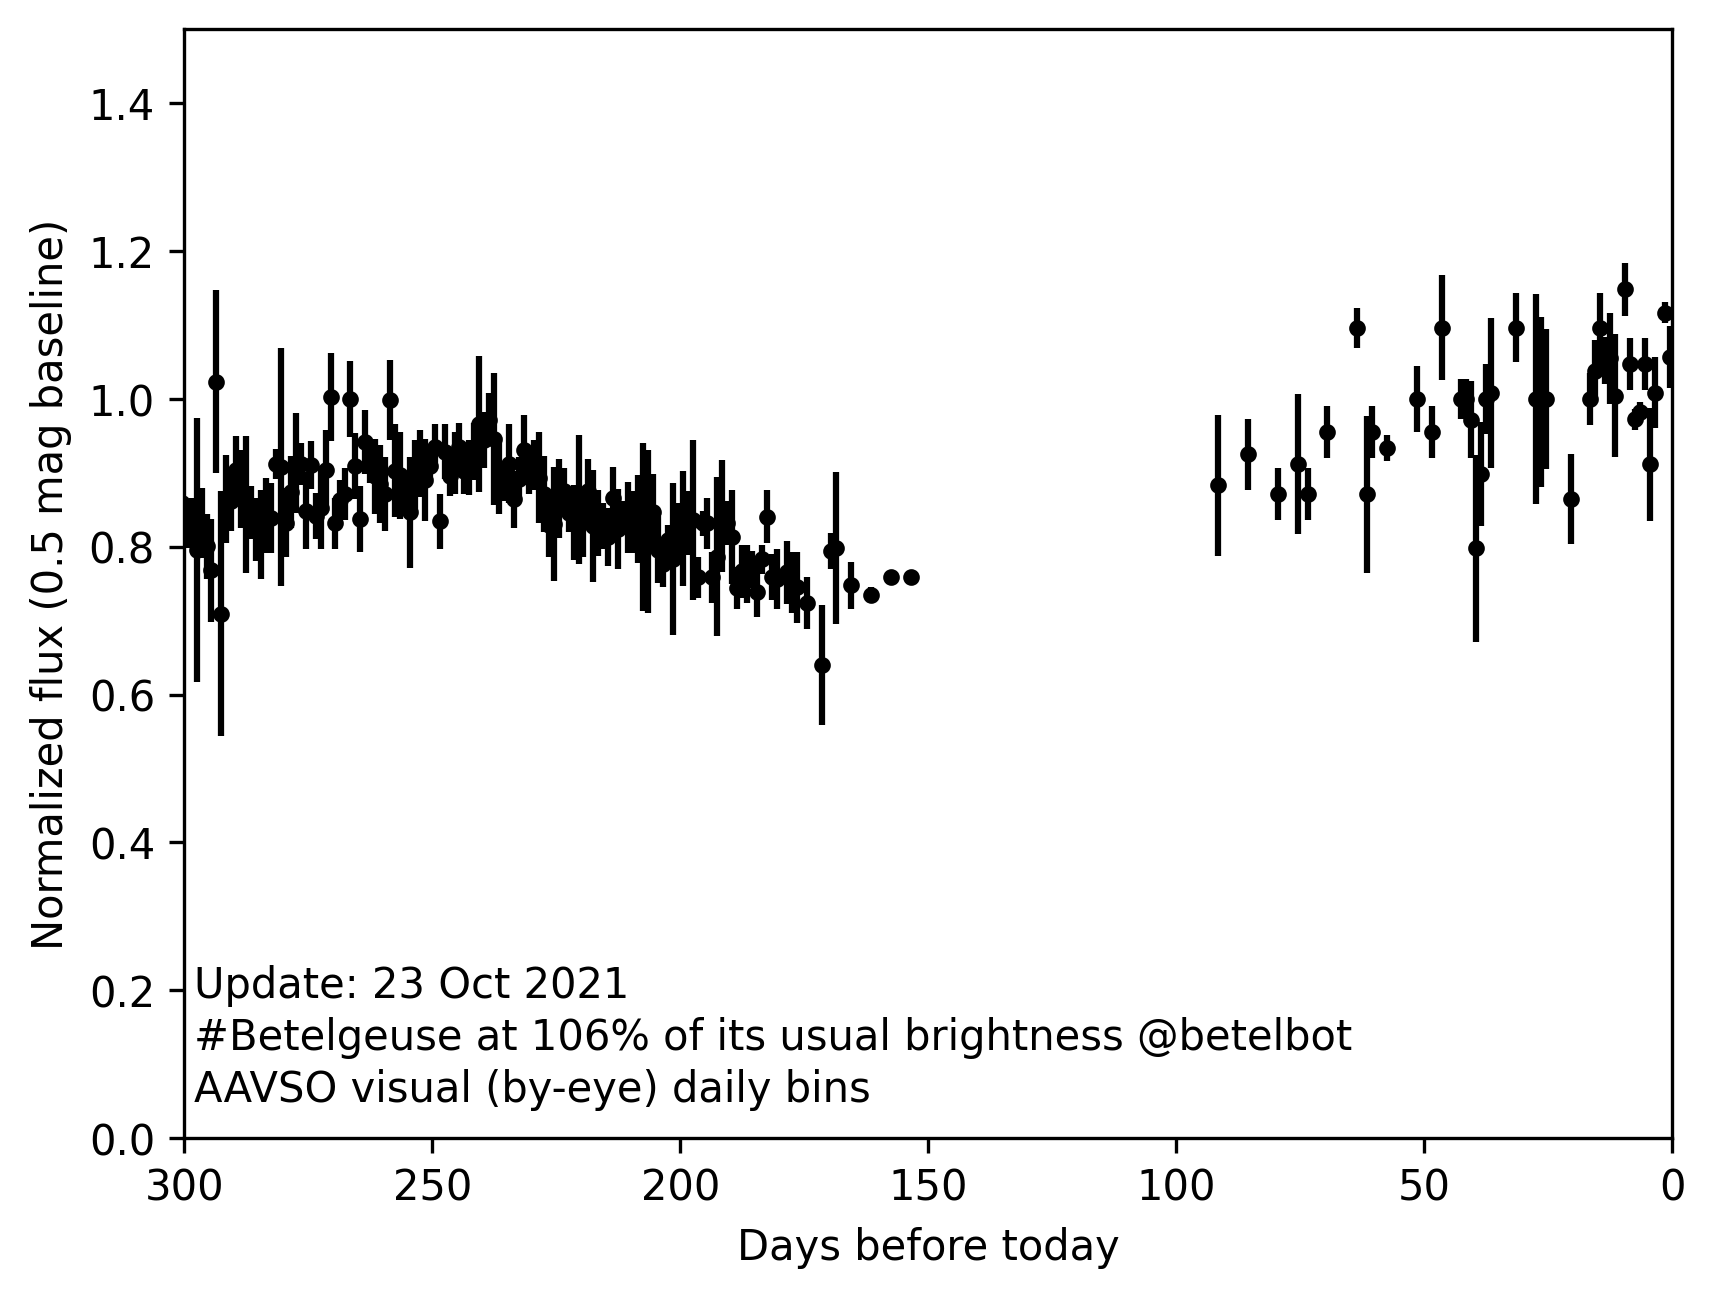 1.4
1.2
1.0
0.8
0.6
0.4
0.2
0.0
Normalized flux (0.5 mag baseline)
Update: 23 Oct 2021
#Betelgeuse at 106% of its usual brightness @betelbot
AAVSO visual (by-eye) daily bins
300 250 200 150 100 50 0
Days before today